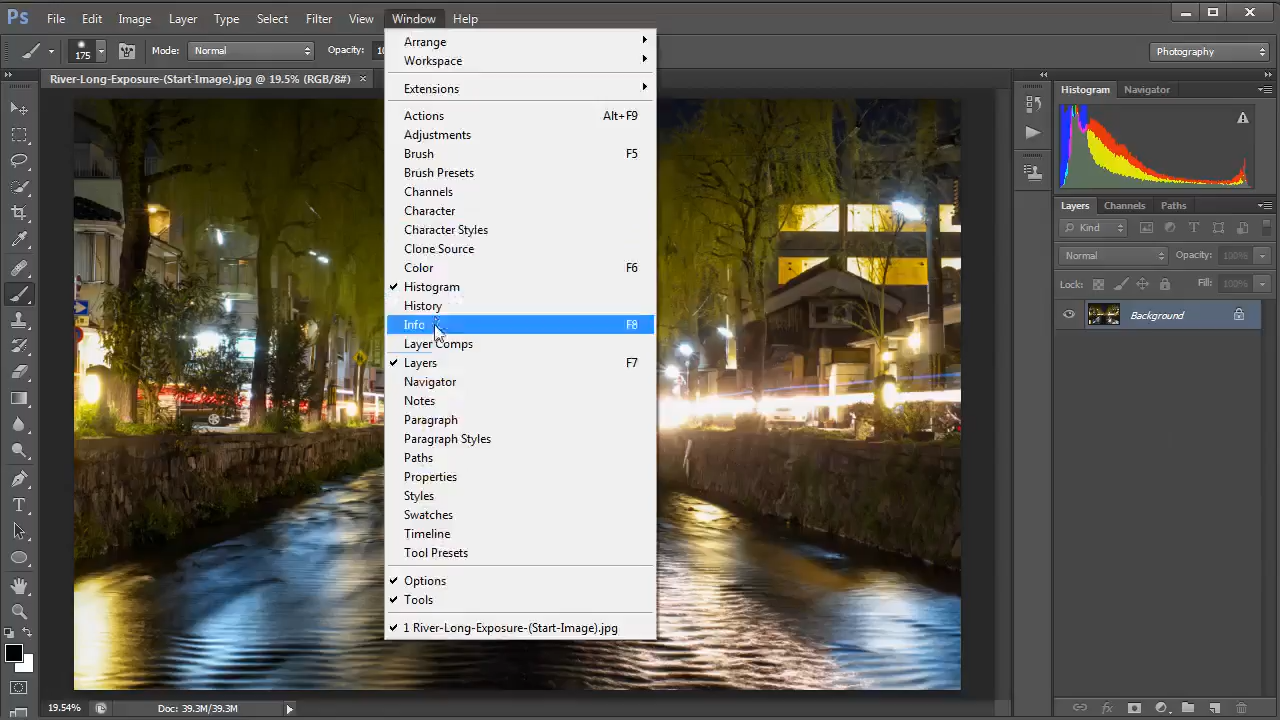 Ps File Edit Image Layer Type Select Filter View Window Help
175 Mode: Normal Opacity: Photography
River-Long-Exposure-(Start-Image).jpg @ 19.5% (RGB/8#) ×
Arrange
Workspace
Extensions
Actions Alt+F9
Adjustments
Brush F5
Brush Presets
Channels
Character
Character Styles
Clone Source
Color F6
Histogram
History
Info F8
Layer Comps
Layers F7
Navigator
Notes
Paragraph
Paragraph Styles
Paths
Properties
Styles
Swatches
Timeline
Tool Presets
Options
Tools
1 River-Long-Exposure-(Start-Image).jpg
Histogram Navigator
Layers Channels Paths
Kind
Normal Opacity: 100%
Lock: Fill: 100%
Background
19.54% Doc: 39.3M/39.3M